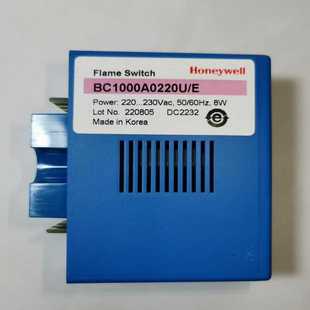 Flame Switch Honeywell
BC1000A0220U/E
Power: 220...230Vac, 50/60Hz, 8W
Lot No. 220805 DC2232
Made in Korea